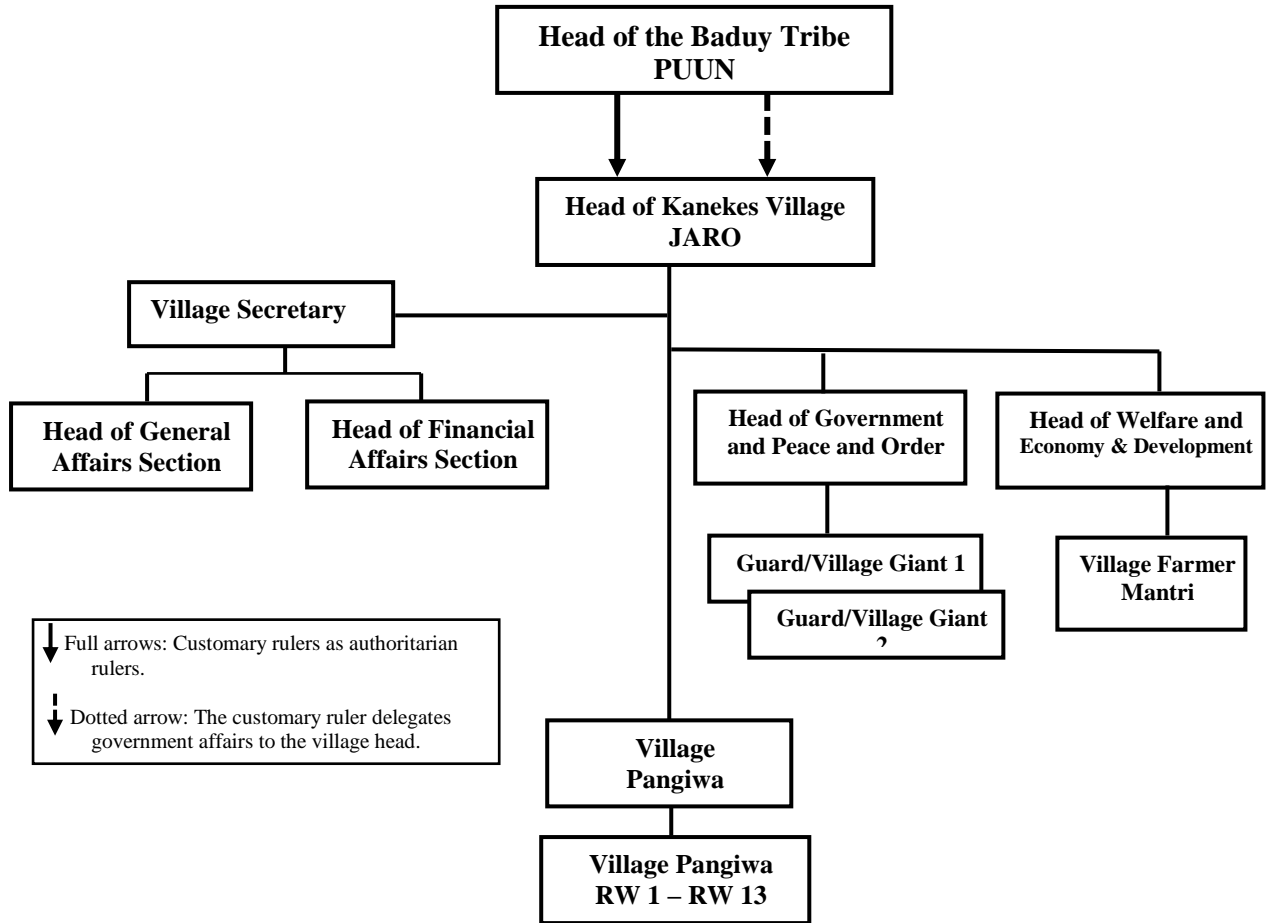 Head of the Baduy Tribe
PUUN
Head of Kanekes Village
JARO
Village Secretary
Head of General
Affairs Section
Head of Financial
Affairs Section
Head of Government
and Peace and Order
Head of Welfare and
Economy & Development
Guard/Village Giant 1
Guard/Village Giant
Village Farmer
Mantri
Full arrows: Customary rulers as authoritarian
rulers.
Dotted arrow: The customary ruler delegates
government affairs to the village head.
Village
Pangiwa
Village Pangiwa
RW 1 – RW 13